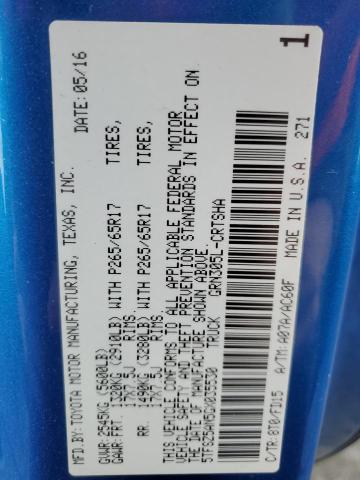 MFD. BY: TOYOTA MOTOR MANUFACTURING, TEXAS, INC. DATE: 05/16
GVWR: 2545KG (5600LB)
GAWR: FRT. 1320KG (2910LB) WITH P265/65R17 TIRES,
17X7.5J RIMS.
RR. 1490KG (3280LB) WITH P265/65R17 TIRES,
17X7.5J RIMS.
THIS VEHICLE CONFORMS TO ALL APPLICABLE FEDERAL MOTOR
VEHICLE SAFETY AND THEFT PREVENTION STANDARDS IN EFFECT ON
THE DATE OF MANUFACTURE SHOWN ABOVE.
TRUCK GRN305L-CRTSHA
1
C/TR: 8T0/FD15 A/TM: A07A/AC60F MADE IN U.S.A. 271